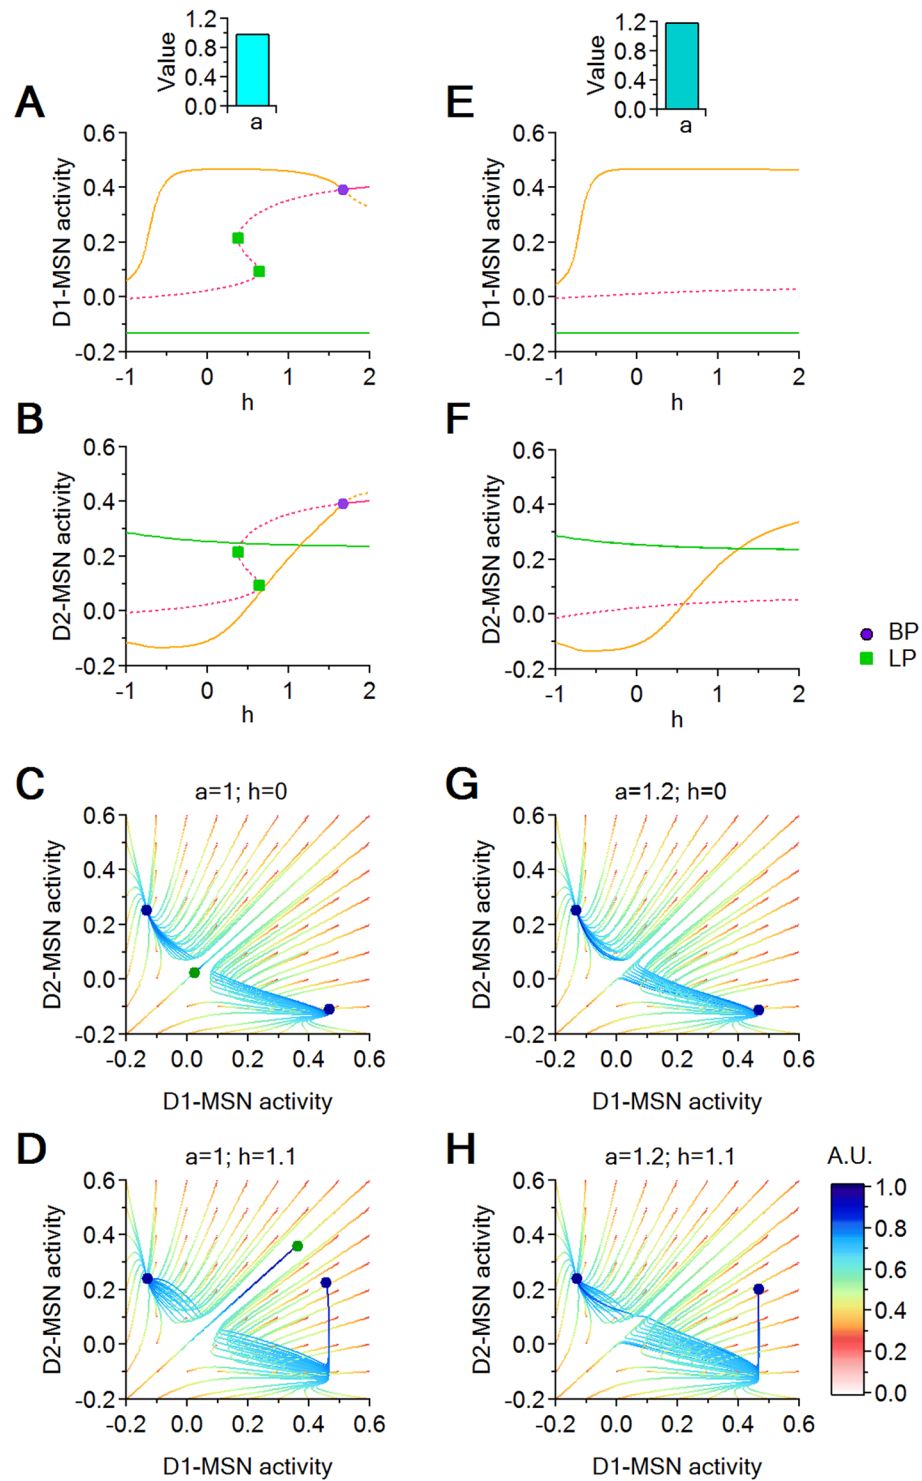 1.2
0.8
0.4
0.0
Value
a
1.2
0.8
0.4
0.0
Value
a
A
0.6
0.4
0.2
0.0
-0.2
D1-MSN activity
-1 0 1 2
h
E
0.6
0.4
0.2
0.0
-0.2
D1-MSN activity
-1 0 1 2
h
B
0.6
0.4
0.2
0.0
-0.2
D2-MSN activity
-1 0 1 2
h
F
0.6
0.4
0.2
0.0
-0.2
D2-MSN activity
-1 0 1 2
h
BP
LP
C
a=1; h=0
0.6
0.4
0.2
0.0
-0.2
D2-MSN activity
-0.2 0.0 0.2 0.4 0.6
D1-MSN activity
G
a=1.2; h=0
0.6
0.4
0.2
0.0
-0.2
D2-MSN activity
-0.2 0.0 0.2 0.4 0.6
D1-MSN activity
D
a=1; h=1.1
0.6
0.4
0.2
0.0
-0.2
D2-MSN activity
-0.2 0.0 0.2 0.4 0.6
D1-MSN activity
H
a=1.2; h=1.1
0.6
0.4
0.2
0.0
-0.2
D2-MSN activity
-0.2 0.0 0.2 0.4 0.6
D1-MSN activity
A.U.
1.0
0.8
0.6
0.4
0.2
0.0